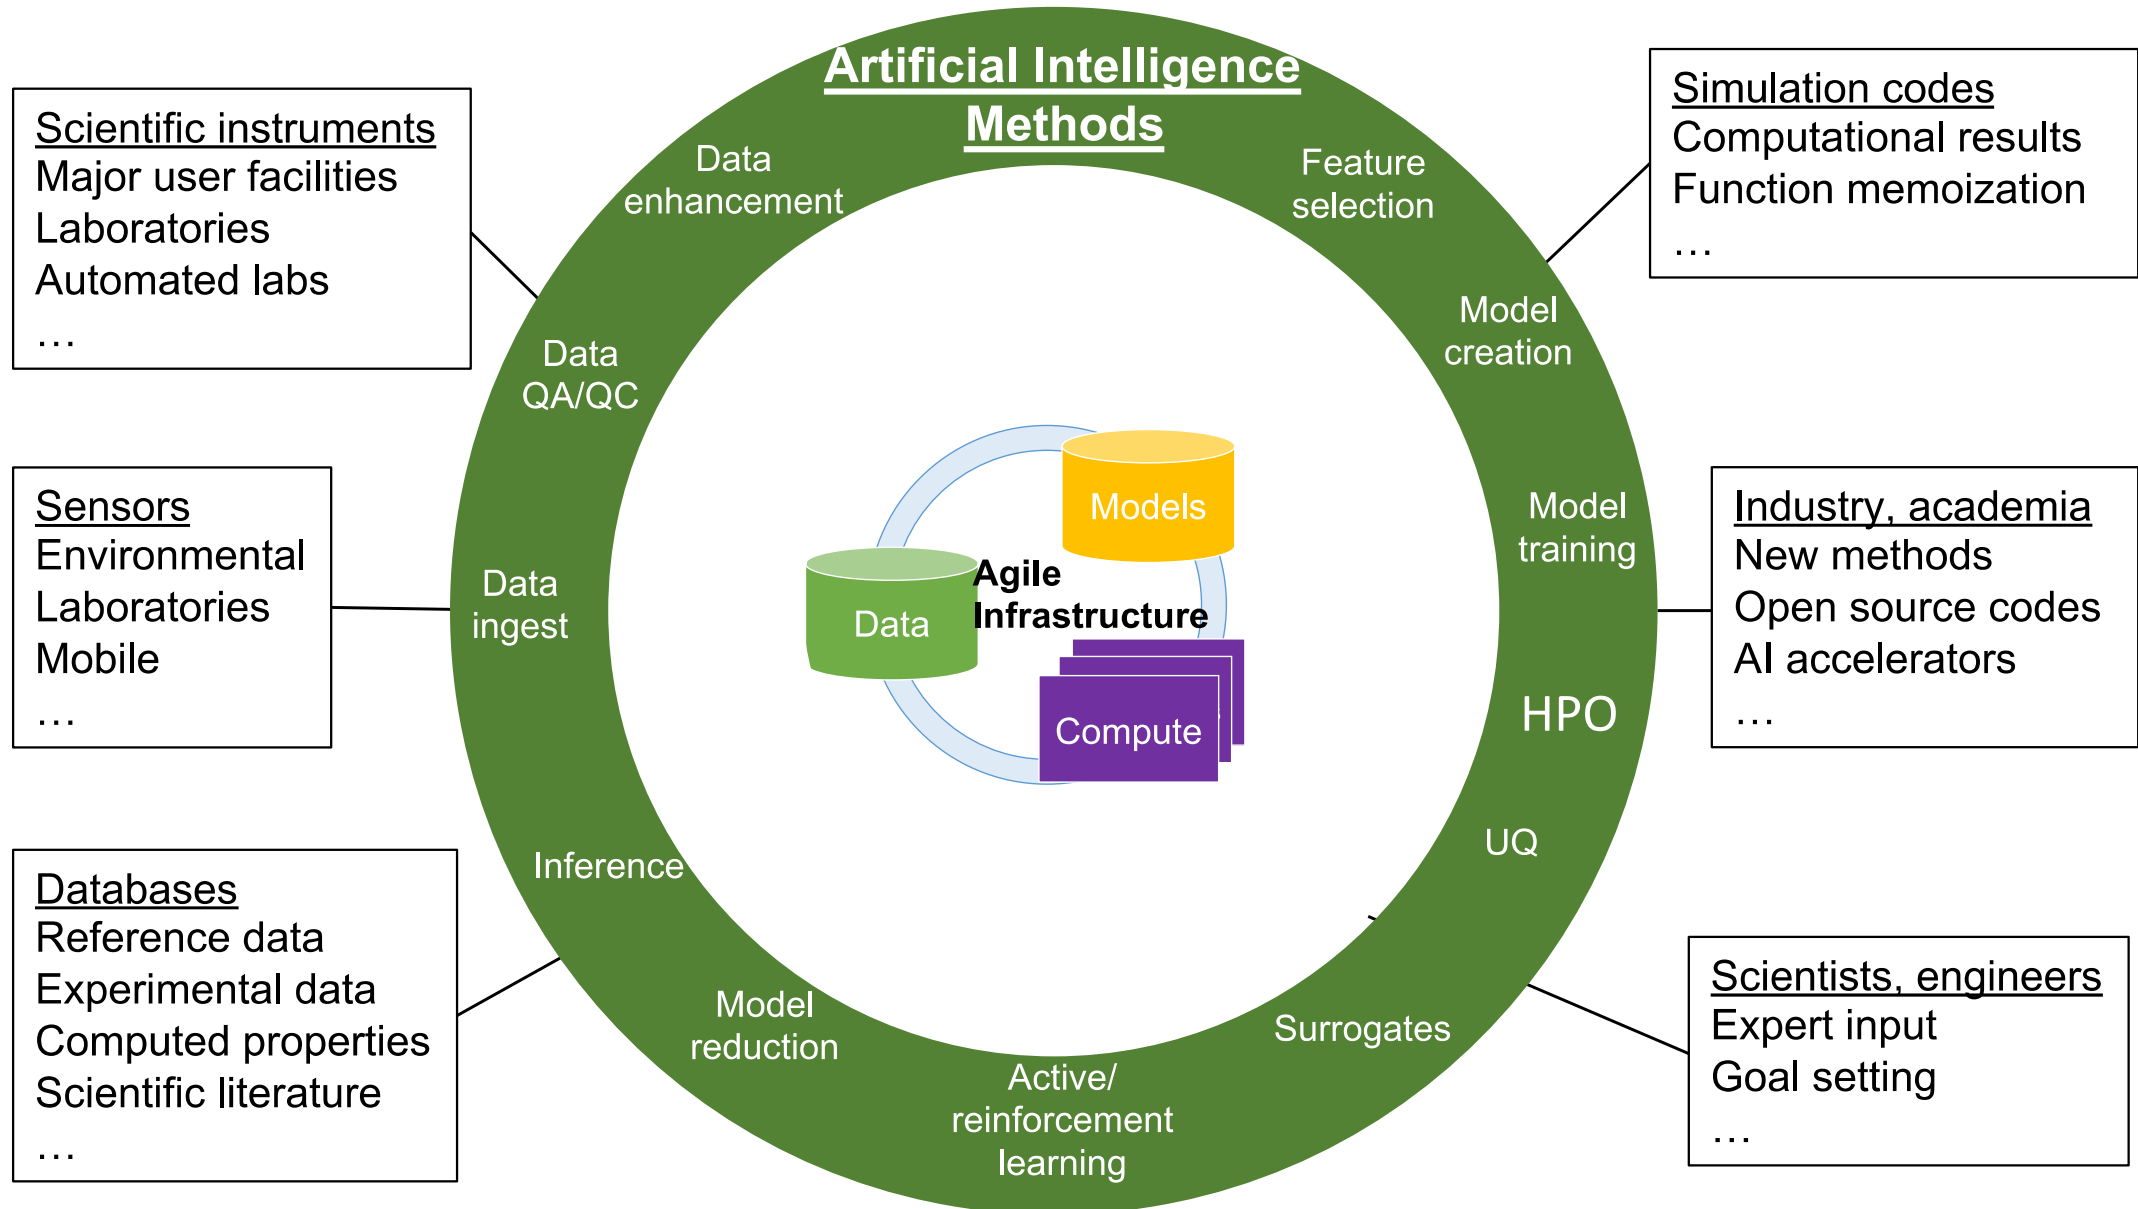 Artificial Intelligence
Methods
Scientific instruments
Major user facilities
Laboratories
Automated labs
…
Sensors
Environmental
Laboratories
Mobile
…
Databases
Reference data
Experimental data
Computed properties
Scientific literature
…
Data
enhancement
Data
QA/QC
Data
ingest
Inference
Model
reduction
Active/
reinforcement
learning
Surrogates
UQ
HPO
Model
training
Model
creation
Feature
selection
Models
Agile
Infrastructure
Data
Compute
Simulation codes
Computational results
Function memoization
…
Industry, academia
New methods
Open source codes
AI accelerators
…
Scientists, engineers
Expert input
Goal setting
…